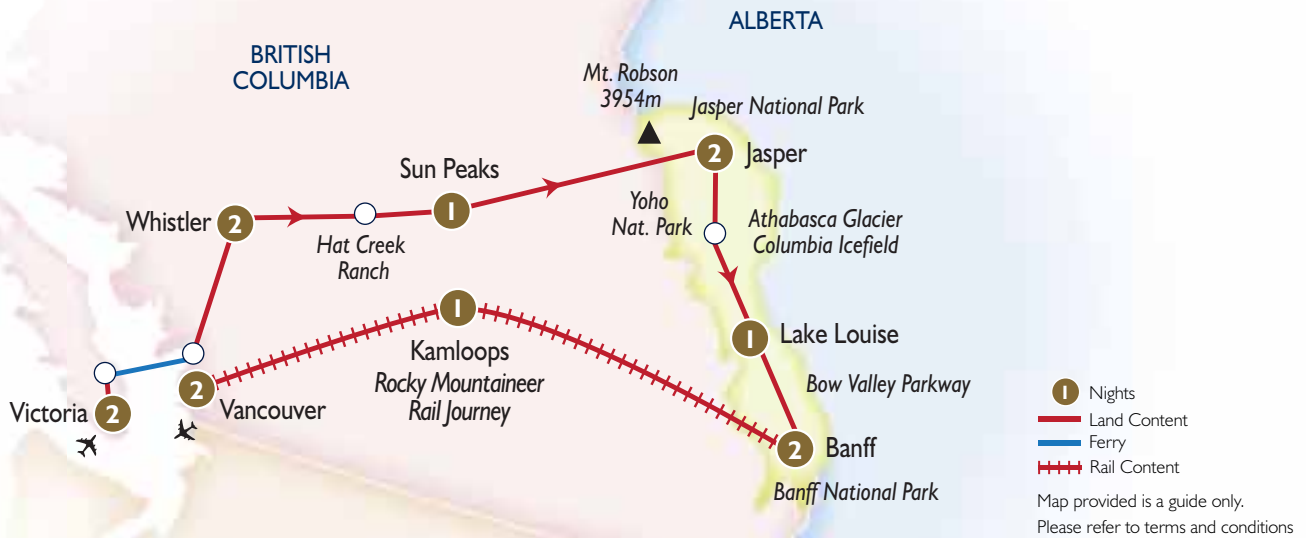 ALBERTA
BRITISH
COLUMBIA
Mt. Robson
3954m
Jasper National Park
2
Jasper
Sun Peaks
1
Yoho
Nat. Park
Athabasca Glacier
Columbia Icefield
Whistler
2
Hat Creek
Ranch
1
Kamloops
Rocky Mountaineer
Rail Journey
1
Lake Louise
Bow Valley Parkway
2
Vancouver
Victoria
2
2
Banff
Banff National Park
1
Nights
Land Content
Ferry
Rail Content
Map provided is a guide only.
Please refer to terms and conditions